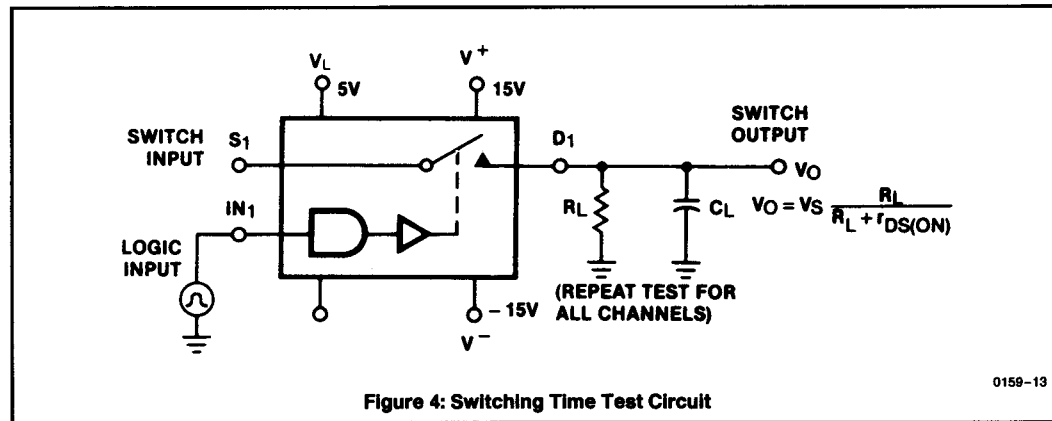 VL
5V
V+
15V
SWITCH INPUT
S1
D1
SWITCH OUTPUT
VO
IN1
LOGIC INPUT
RL
CL
VO = VS RL / RL + rDS(ON)
-15V
V-
(REPEAT TEST FOR
ALL CHANNELS)
0159-13
Figure 4: Switching Time Test Circuit